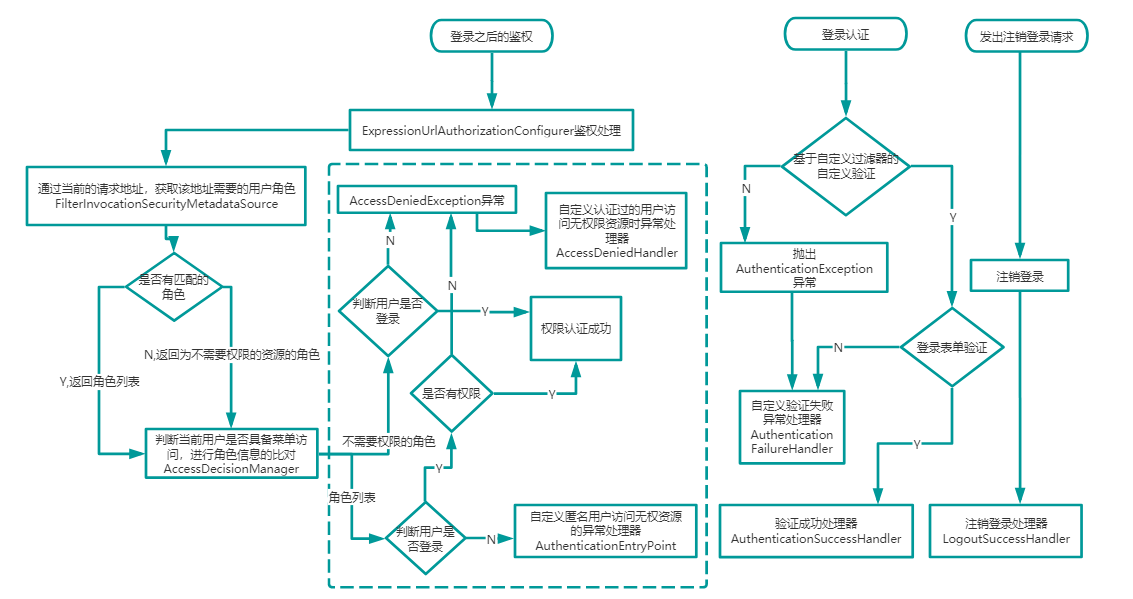 登录之后的鉴权
ExpressionUrlAuthorizationConfigurer鉴权处理
通过当前的请求地址，获取该地址需要的用户角色
FilterInvocationSecurityMetadataSource
是否有匹配的
角色
N,返回为不需要权限的资源的角色
Y,返回角色列表
判断当前用户是否具备菜单访
问，进行角色信息的比对
AccessDecisionManager
AccessDeniedException异常
自定义认证过的用户访
问无权限资源时异常处
理器
AccessDeniedHandler
N
N
判断用户是否
登录
Y
权限认证成功
是否有权限
Y
不需要权限的角色
Y
角色列表
判断用户是
否登录
N
自定义匿名用户访问无权资源
的异常处理器
AuthenticationEntryPoint
登录认证
基于自定义过滤器的
自定义验证
N
Y
抛出
AuthenticationException
异常
登录表单验证
N
自定义验证失败
异常处理器
Authentication
FailureHandler
Y
验证成功处理器
AuthenticationSuccessHandler
发出注销登录请求
注销登录
注销登录处理器
LogoutSuccessHandler